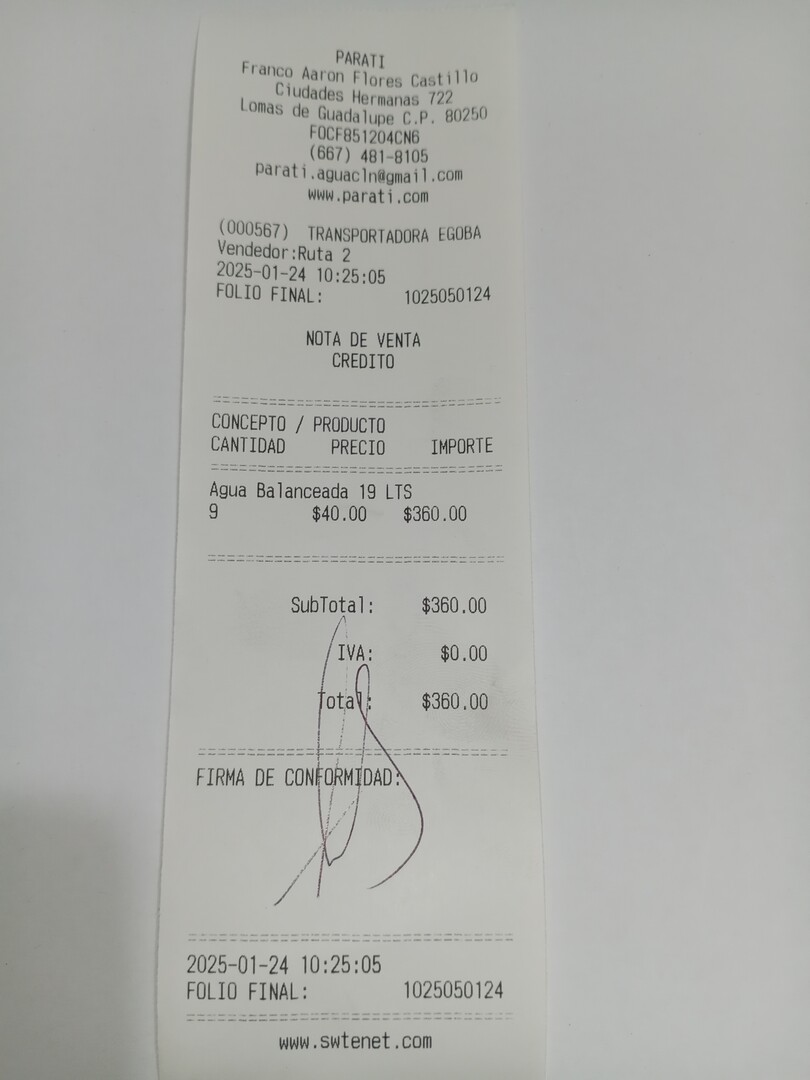 PARATI
Franco Aaron Flores Castillo
Ciudades Hermanas 722
Lomas de Guadalupe C.P. 80250
FOCF851204CN6
(667) 481-8105
parati.aguacln@gmail.com
www.parati.com
(000567) TRANSPORTADORA EGOBA
Vendedor:Ruta 2
2025-01-24 10:25:05
FOLIO FINAL: 1025050124
NOTA DE VENTA
CREDITO
CONCEPTO / PRODUCTO
CANTIDAD PRECIO IMPORTE
Agua Balanceada 19 LTS
9 $40.00 $360.00
SubTotal: $360.00
IVA: $0.00
Total: $360.00
FIRMA DE CONFORMIDAD:
2025-01-24 10:25:05
FOLIO FINAL: 1025050124
www.swtenet.com